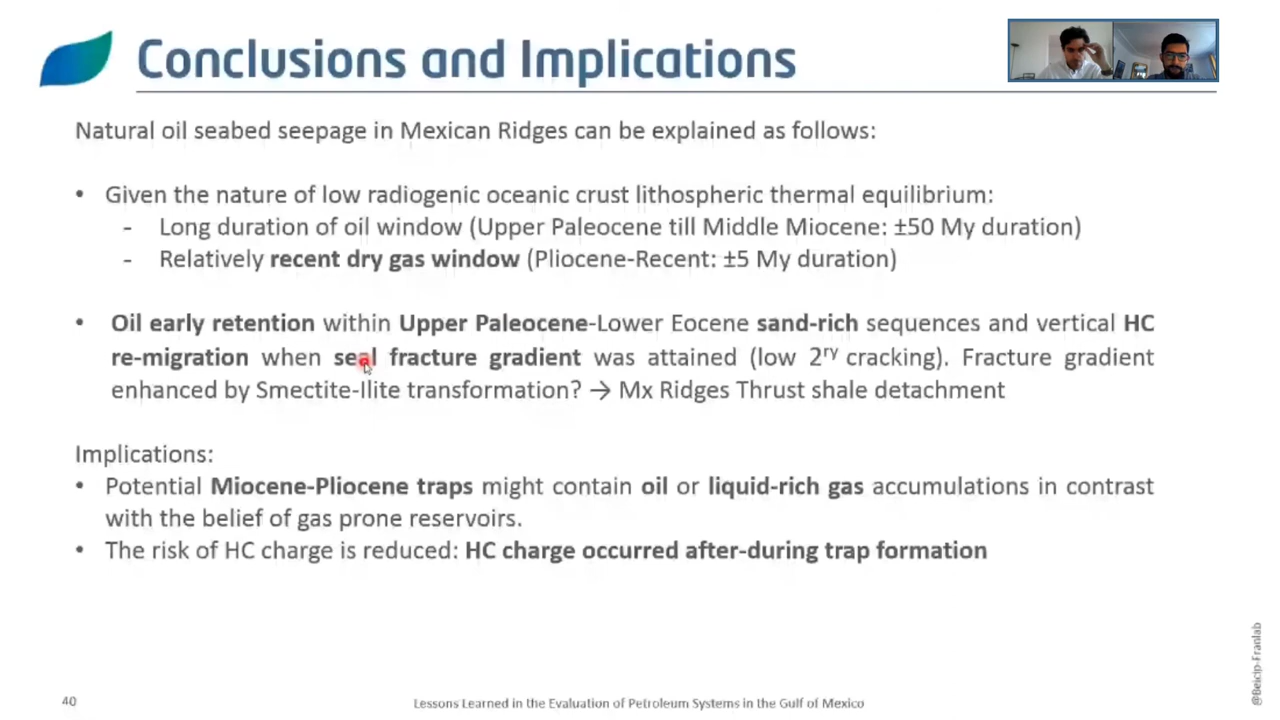 Conclusions and Implications
Natural oil seabed seepage in Mexican Ridges can be explained as follows:
• Given the nature of low radiogenic oceanic crust lithospheric thermal equilibrium:
- Long duration of oil window (Upper Paleocene till Middle Miocene: ±50 My duration)
- Relatively recent dry gas window (Pliocene-Recent: ±5 My duration)
• Oil early retention within Upper Paleocene-Lower Eocene sand-rich sequences and vertical HC
re-migration when seal fracture gradient was attained (low 2ry cracking). Fracture gradient
enhanced by Smectite-Ilite transformation? → Mx Ridges Thrust shale detachment
Implications:
• Potential Miocene-Pliocene traps might contain oil or liquid-rich gas accumulations in contrast
with the belief of gas prone reservoirs.
• The risk of HC charge is reduced: HC charge occurred after-during trap formation
40
Lessons Learned in the Evaluation of Petroleum Systems in the Gulf of Mexico
@Beicip-Franlab